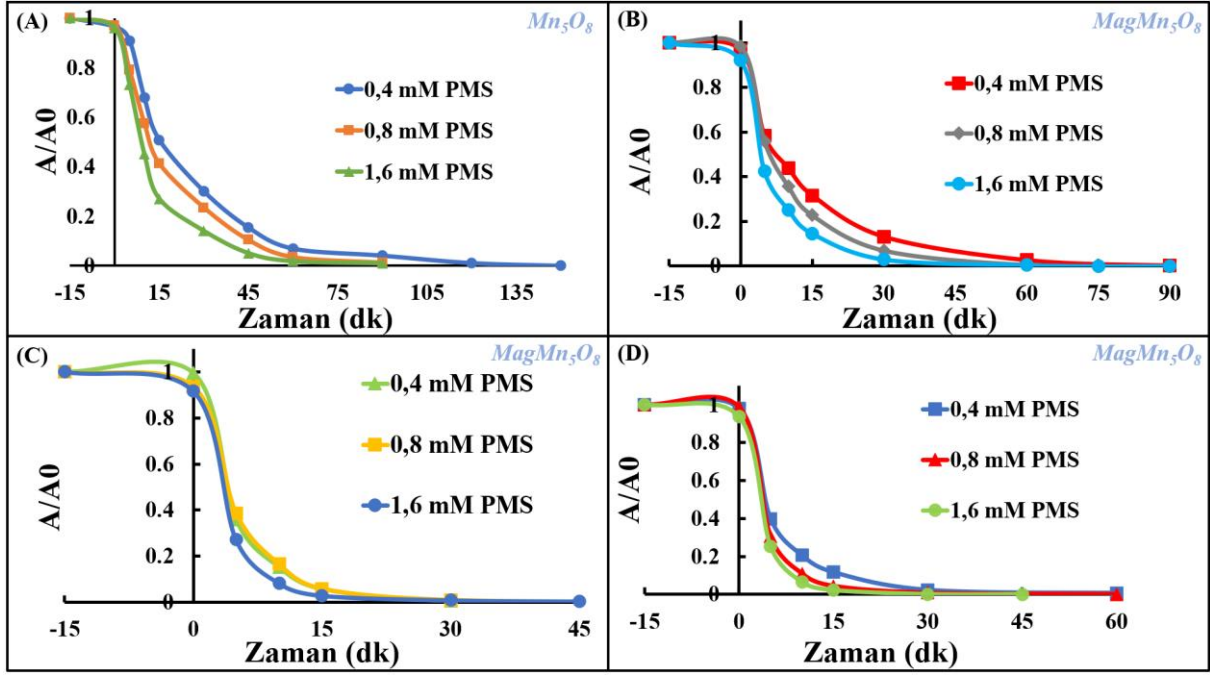 (A)
Mn5O8
1
0.8
0.6
0.4
0.2
0
A/A0
0,4 mM PMS
0,8 mM PMS
1,6 mM PMS
-15 15 45 75 105 135
Zaman (dk)
(B)
MagMn5O8
1
0.8
0.6
0.4
0.2
0
A/A0
0,4 mM PMS
0,8 mM PMS
1,6 mM PMS
-15 0 15 30 45 60 75 90
Zaman (dk)
(C)
MagMn5O8
1
0.8
0.6
0.4
0.2
0
A/A0
0,4 mM PMS
0,8 mM PMS
1,6 mM PMS
-15 0 15 30 45
Zaman (dk)
(D)
MagMn5O8
1
0.8
0.6
0.4
0.2
0
A/A0
0,4 mM PMS
0,8 mM PMS
1,6 mM PMS
-15 0 15 30 45 60
Zaman (dk)